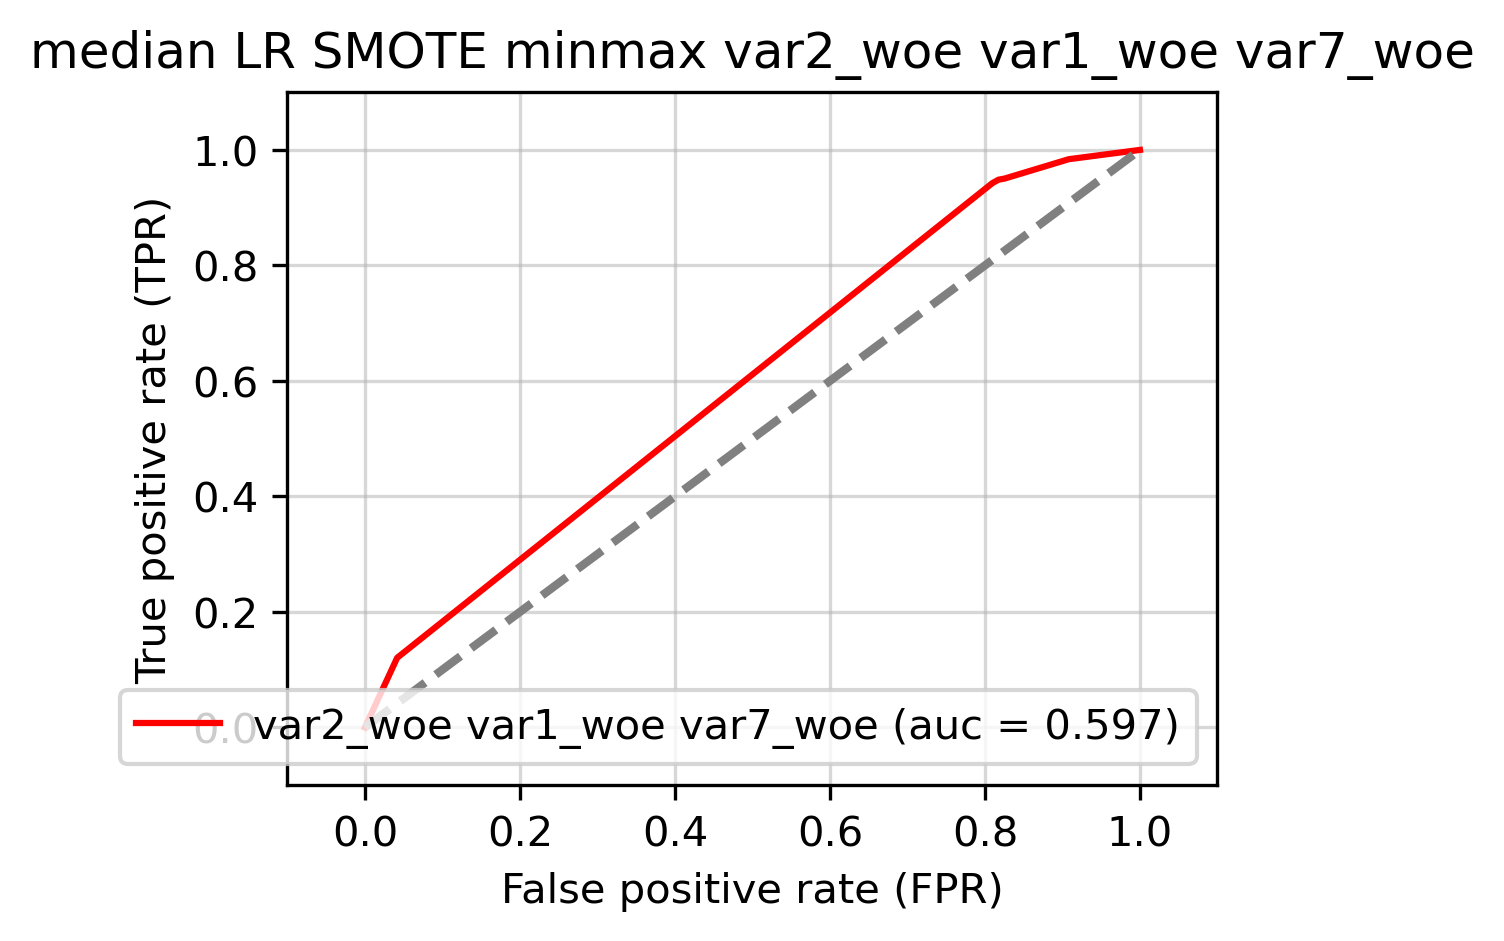 median LR SMOTE minmax var2_woe var1_woe var7_woe
True positive rate (TPR)
1.0
0.8
0.6
0.4
0.2
0.0
var2_woe var1_woe var7_woe (auc = 0.597)
0.0 0.2 0.4 0.6 0.8 1.0
False positive rate (FPR)